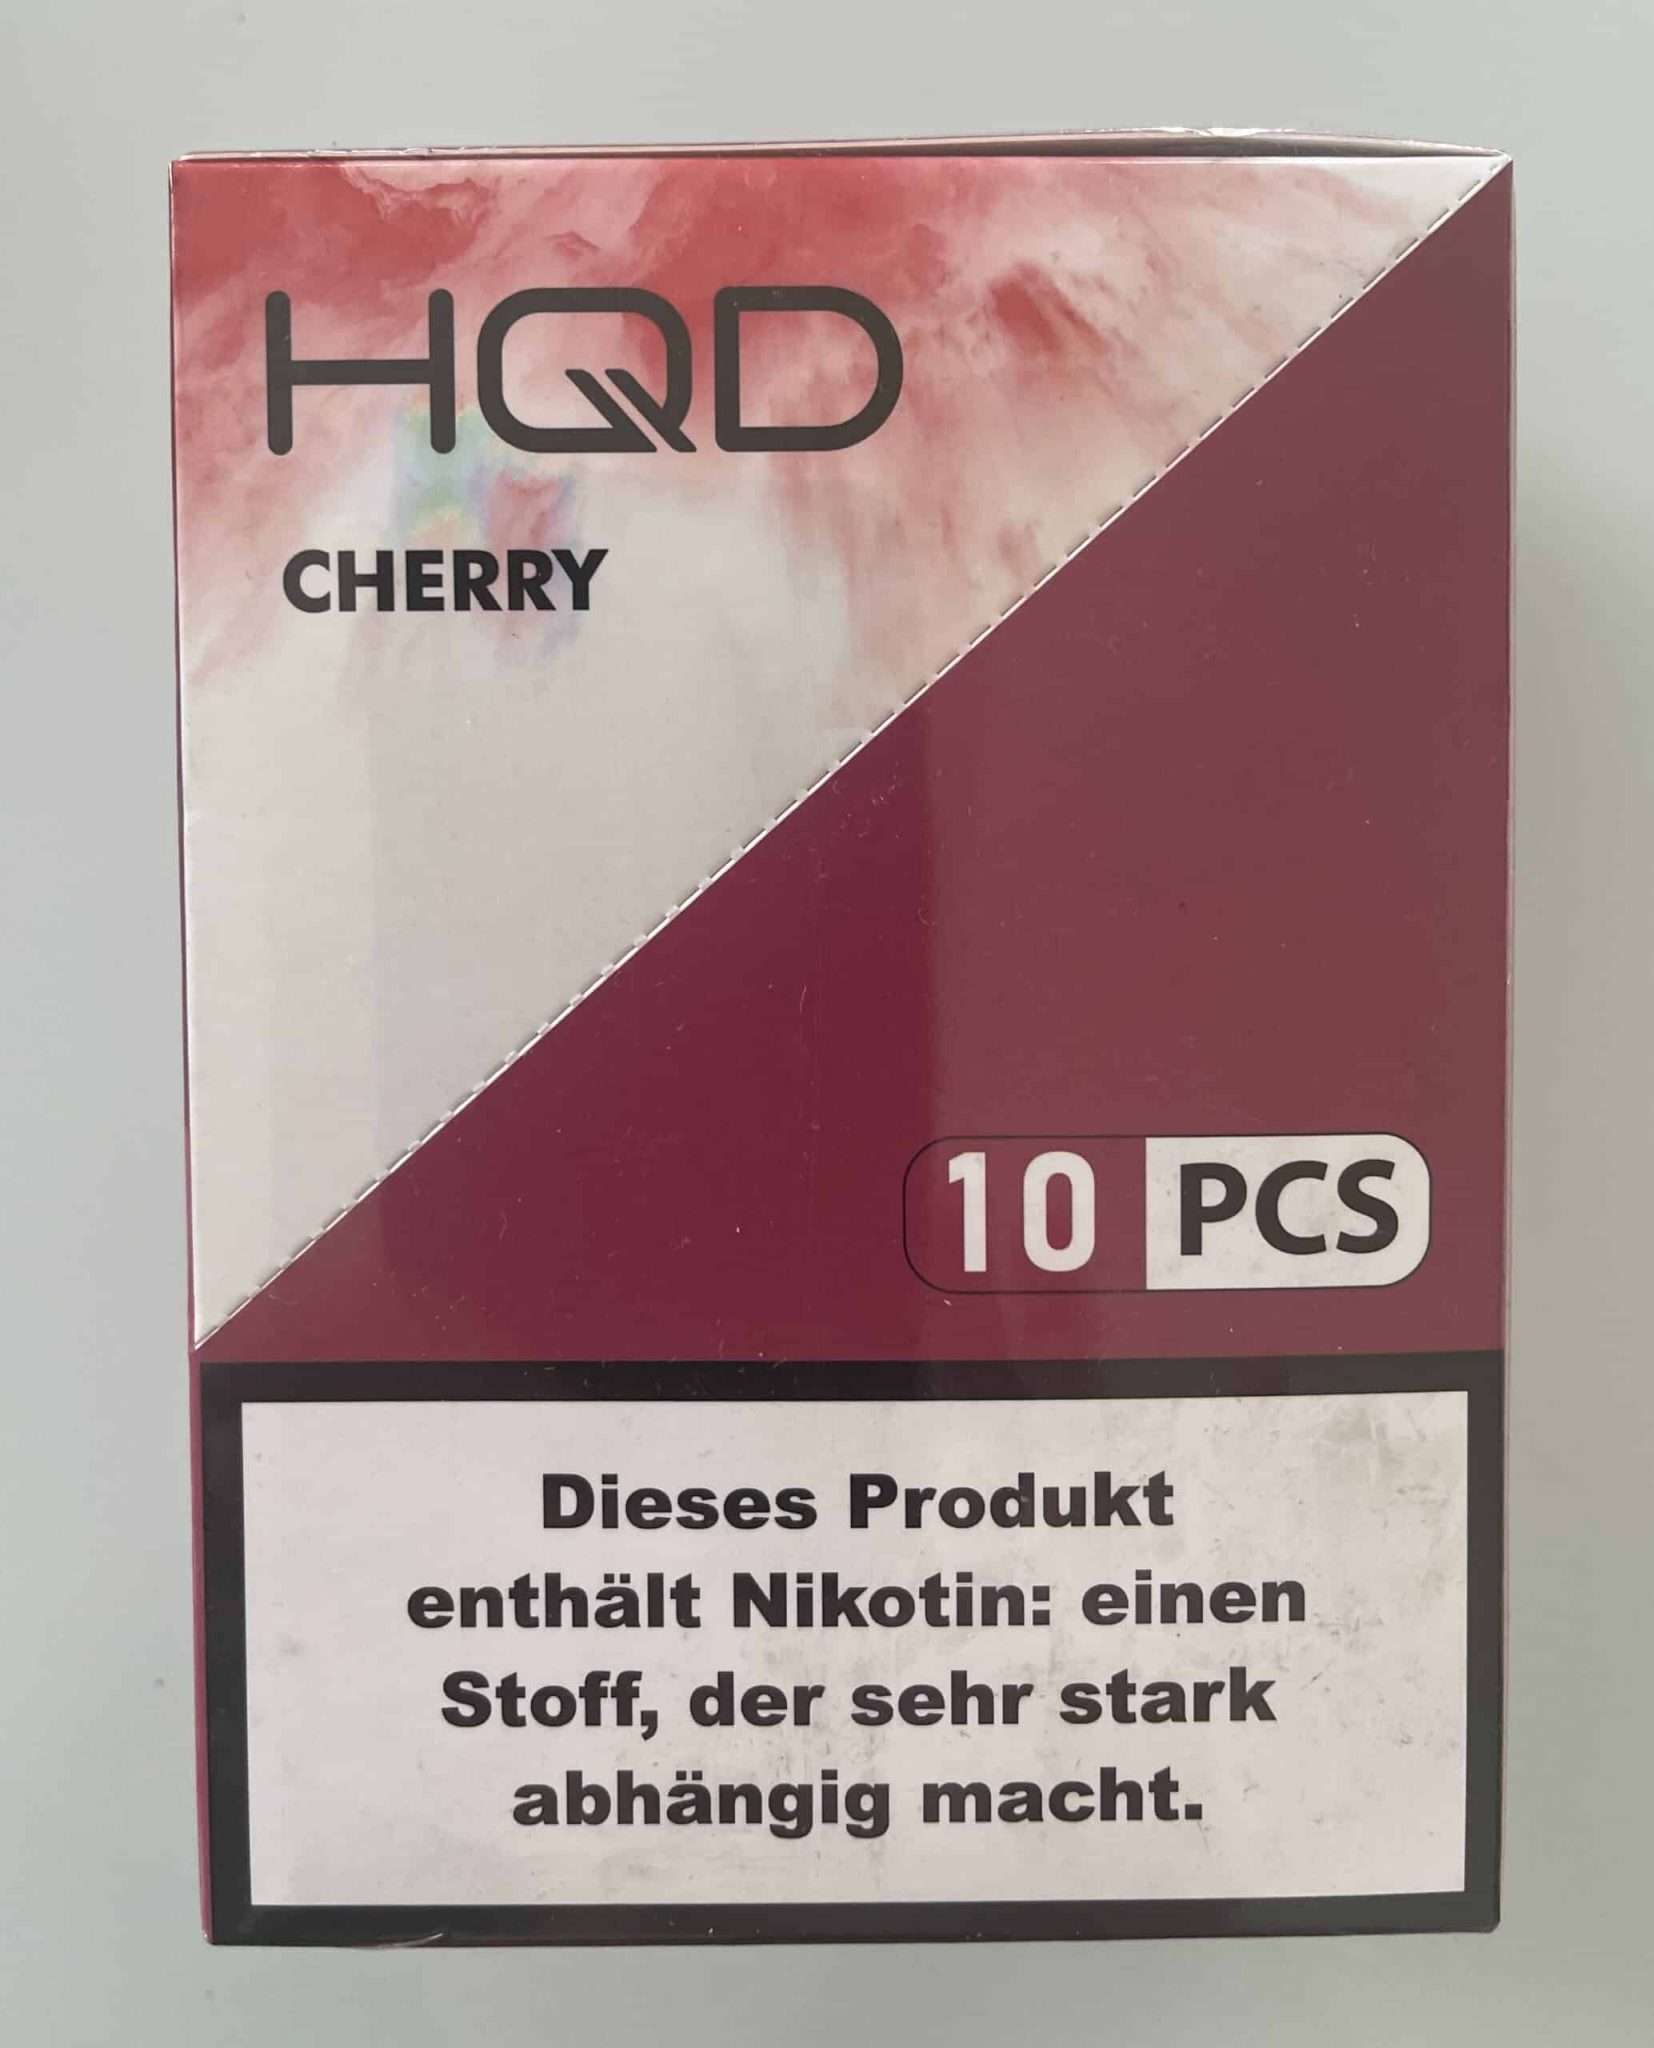 HQD
CHERRY
10 PCS
Dieses Produkt
enthält Nikotin: einen
Stoff, der sehr stark
abhängig macht.